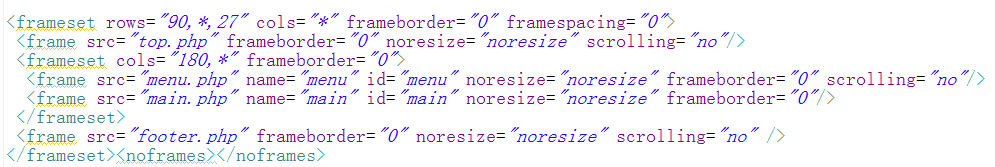 <frameset rows="90,*,27" cols="*" frameborder="0" framespacing="0">
<frame src="top.php" frameborder="0" noresize="noresize" scrolling="no"/>
<frameset cols="180,*" frameborder="0">
<frame src="menu.php" name="menu" id="menu" noresize="noresize" frameborder="0" scrolling="no"/>
<frame src="main.php" name="main" id="main" noresize="noresize" frameborder="0"/>
</frameset>
<frame src="footer.php" frameborder="0" noresize="noresize" scrolling="no" />
</frameset><noframes></noframes>